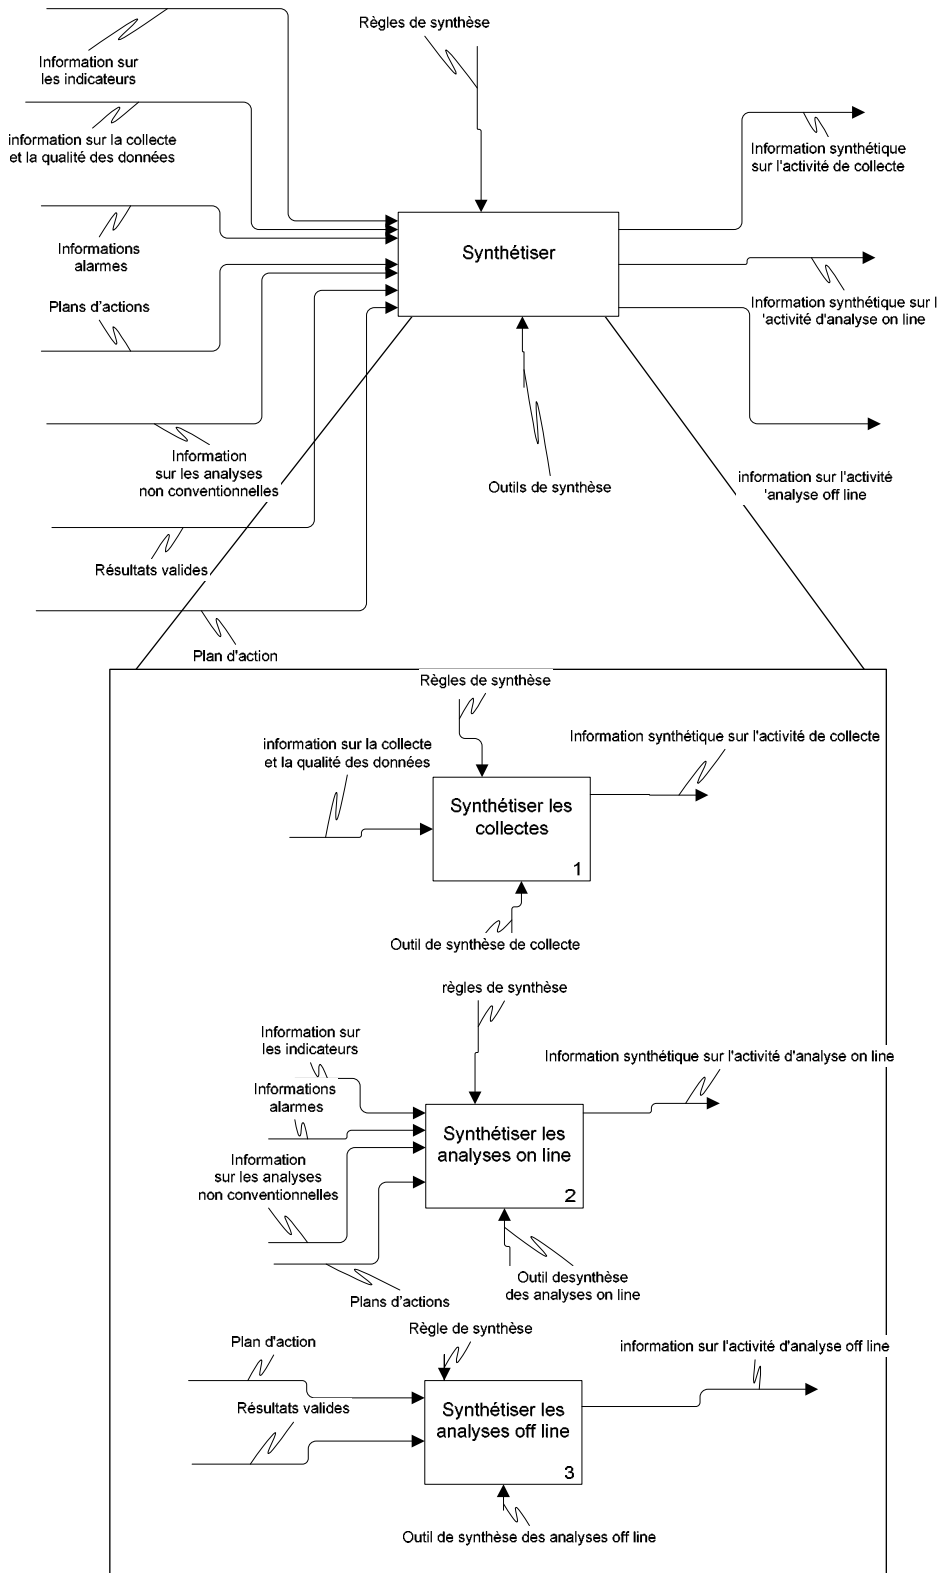 Règles de synthèse
Information sur
les indicateurs
information sur la collecte
et la qualité des données
Information synthétique
sur l'activité de collecte
Informations
alarmes
Synthétiser
Plans d'actions
Information synthétique sur l
'activité d'analyse on line
Information
sur les analyses
non conventionnelles
Outils de synthèse
information sur l'activité
'analyse off line
Résultats valides
Plan d'action
Règles de synthèse
information sur la collecte
et la qualité des données
Information synthétique sur l'activité de collecte
Synthétiser les
collectes
1
Outil de synthèse de collecte
règles de synthèse
Information sur
les indicateurs
Information synthétique sur l'activité d'analyse on line
Informations
alarmes
Synthétiser les
analyses on line
2
Information
sur les analyses
non conventionnelles
Outil desynthèse
des analyses on line
Plans d'actions
Règle de synthèse
Plan d'action
information sur l'activité d'analyse off line
Résultats valides
Synthétiser les
analyses off line
3
Outil de synthèse des analyses off line